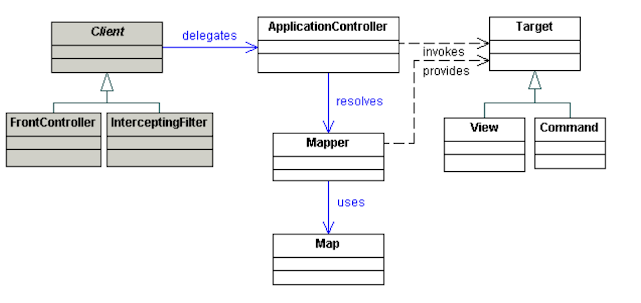 Client
delegates
ApplicationController
invokes
provides
Target
FrontController
InterceptingFilter
resolves
View
Command
Mapper
uses
Map